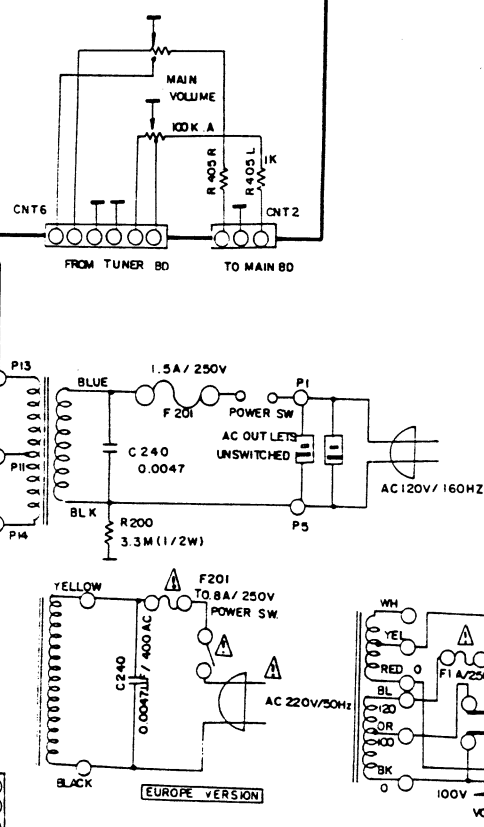 MAIN
VOLUME
100K.A
R405R
R405L
1K
CNT6
CNT2
FROM TUNER BD
TO MAIN BD
P13
BLUE
1.5A/250V
F201
POWER SW
P1
P11
C240
0.0047
AC OUTLETS
UNSWITCHED
AC120V/160HZ
BLK
P14
R200
3.3M(1/2W)
P5
YELLOW
F201
T0.8A/250V
POWER SW.
C240
0.0047µF/400AC
AC 220V/50Hz
BLACK
EUROPE VERSION
WH
YEL
RED 0
F1A/250
BL
120
OR
100
BK
0
100V